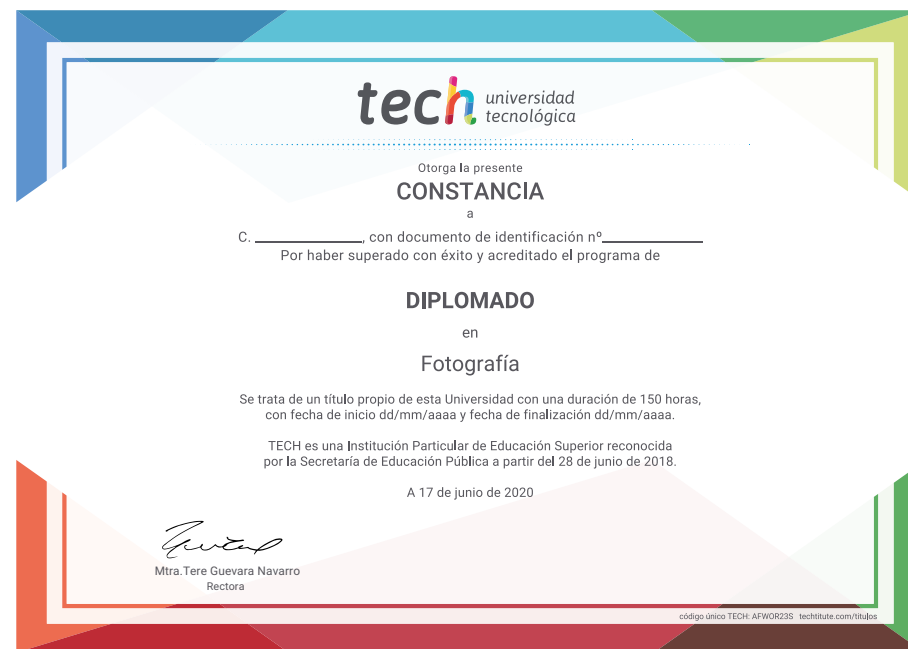 tech universidad
tecnológica
Otorga la presente
CONSTANCIA
a
C. ____________, con documento de identificación nº____________
Por haber superado con éxito y acreditado el programa de
DIPLOMADO
en
Fotografía
Se trata de un título propio de esta Universidad con una duración de 150 horas,
con fecha de inicio dd/mm/aaaa y fecha de finalización dd/mm/aaaa.
TECH es una Institución Particular de Educación Superior reconocida
por la Secretaría de Educación Pública a partir del 28 de junio de 2018.
A 17 de junio de 2020
Mtra.Tere Guevara Navarro
Rectora
código único TECH: AFWOR23S techtitute.com/titulos